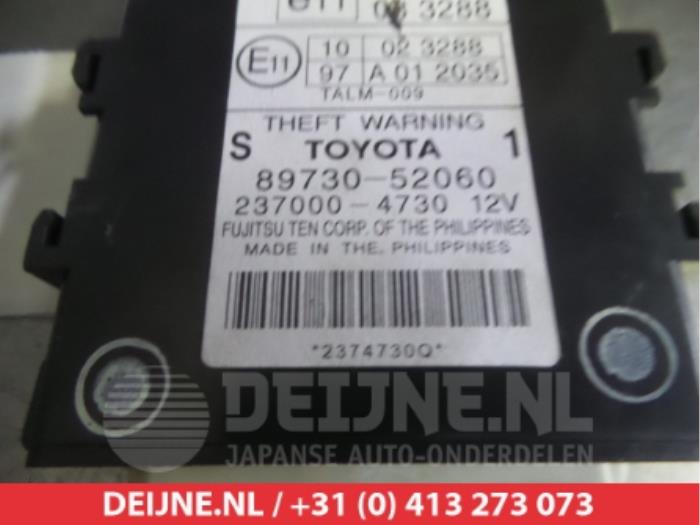 e11 03 3288
E11 10 02 3288
97 A 01 2035
TALM-009
THEFT WARNING
S TOYOTA 1
89730-52060
237000-4730 12V
FUJITSU TEN CORP. OF THE PHILIPPINES
MADE IN THE. PHILIPPINES
*2374730Q*
DEIJNE.NL
JAPANSE AUTO-ONDERDELEN
DEIJNE.NL / +31 (0) 413 273 073